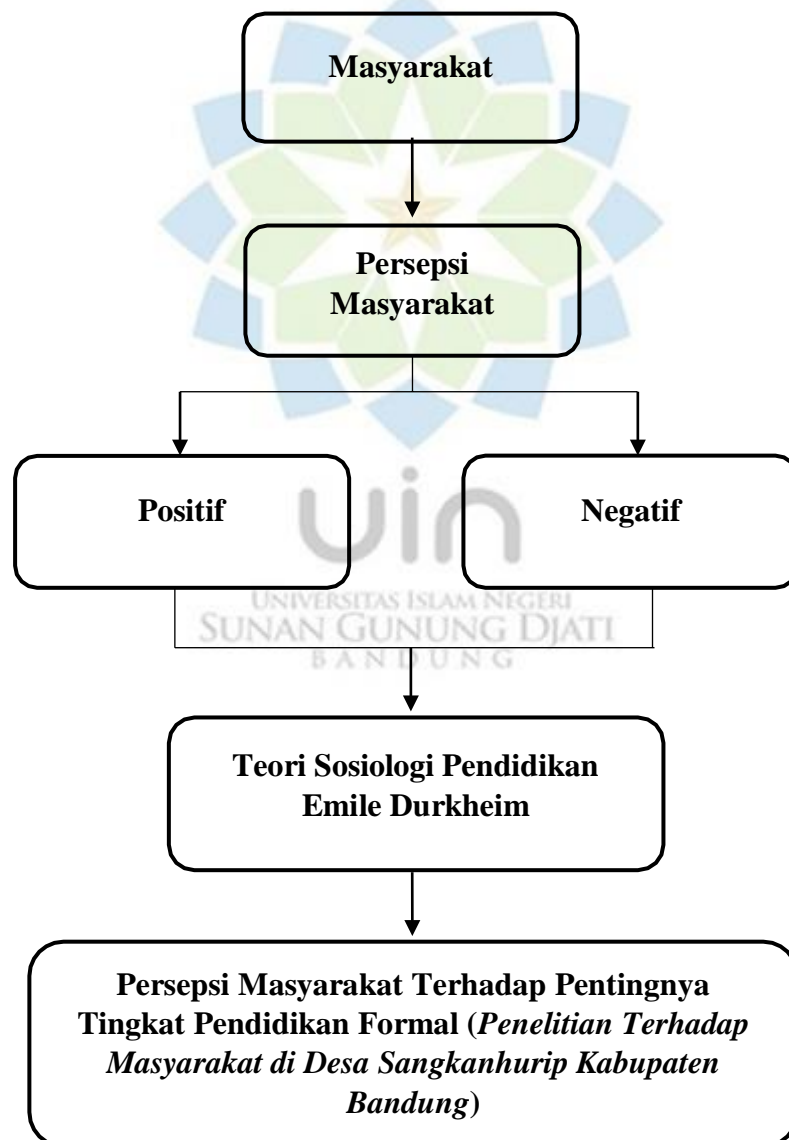 Masyarakat
Persepsi
Masyarakat
Positif
Negatif
uin
UNIVERSITAS ISLAM NEGERI
SUNAN GUNUNG DJATI
BANDUNG
Teori Sosiologi Pendidikan
Emile Durkheim
Persepsi Masyarakat Terhadap Pentingnya
Tingkat Pendidikan Formal (Penelitian Terhadap
Masyarakat di Desa Sangkanhurip Kabupaten
Bandung)